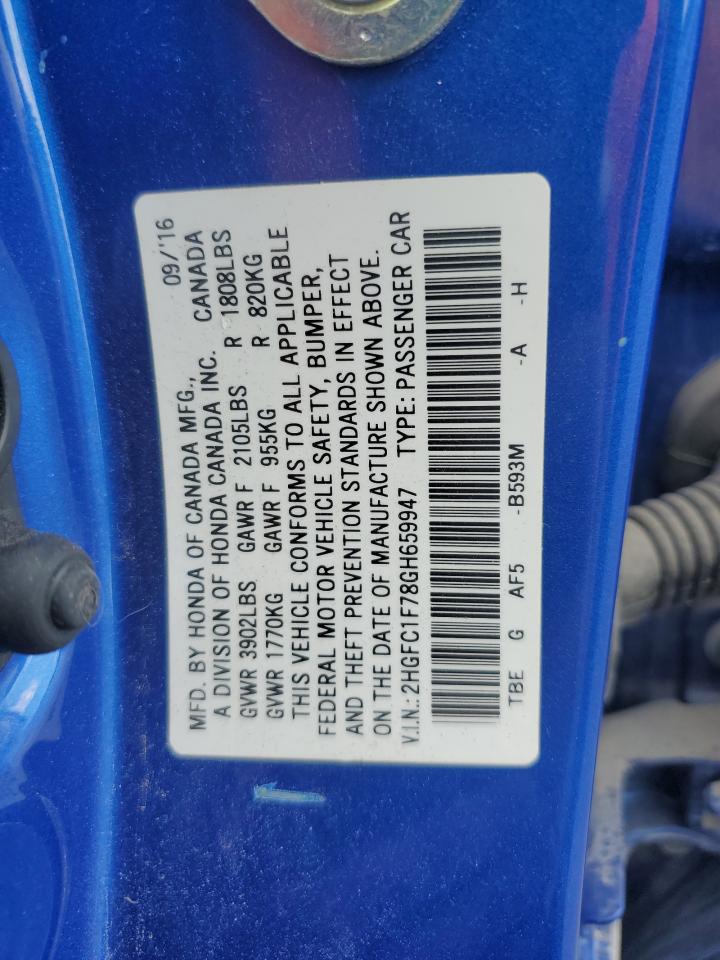 MFD. BY HONDA OF CANADA MFG., 09/'16
A DIVISION OF HONDA CANADA INC. CANADA
GVWR 3902LBS GAWR F 2105LBS R 1808LBS
GVWR 1770KG GAWR F 955KG R 820KG
THIS VEHICLE CONFORMS TO ALL APPLICABLE
FEDERAL MOTOR VEHICLE SAFETY, BUMPER,
AND THEFT PREVENTION STANDARDS IN EFFECT
ON THE DATE OF MANUFACTURE SHOWN ABOVE.
V.I.N.: 2HGFC1F78GH659947 TYPE: PASSENGER CAR
TBE G AF5 -B593M -A -H